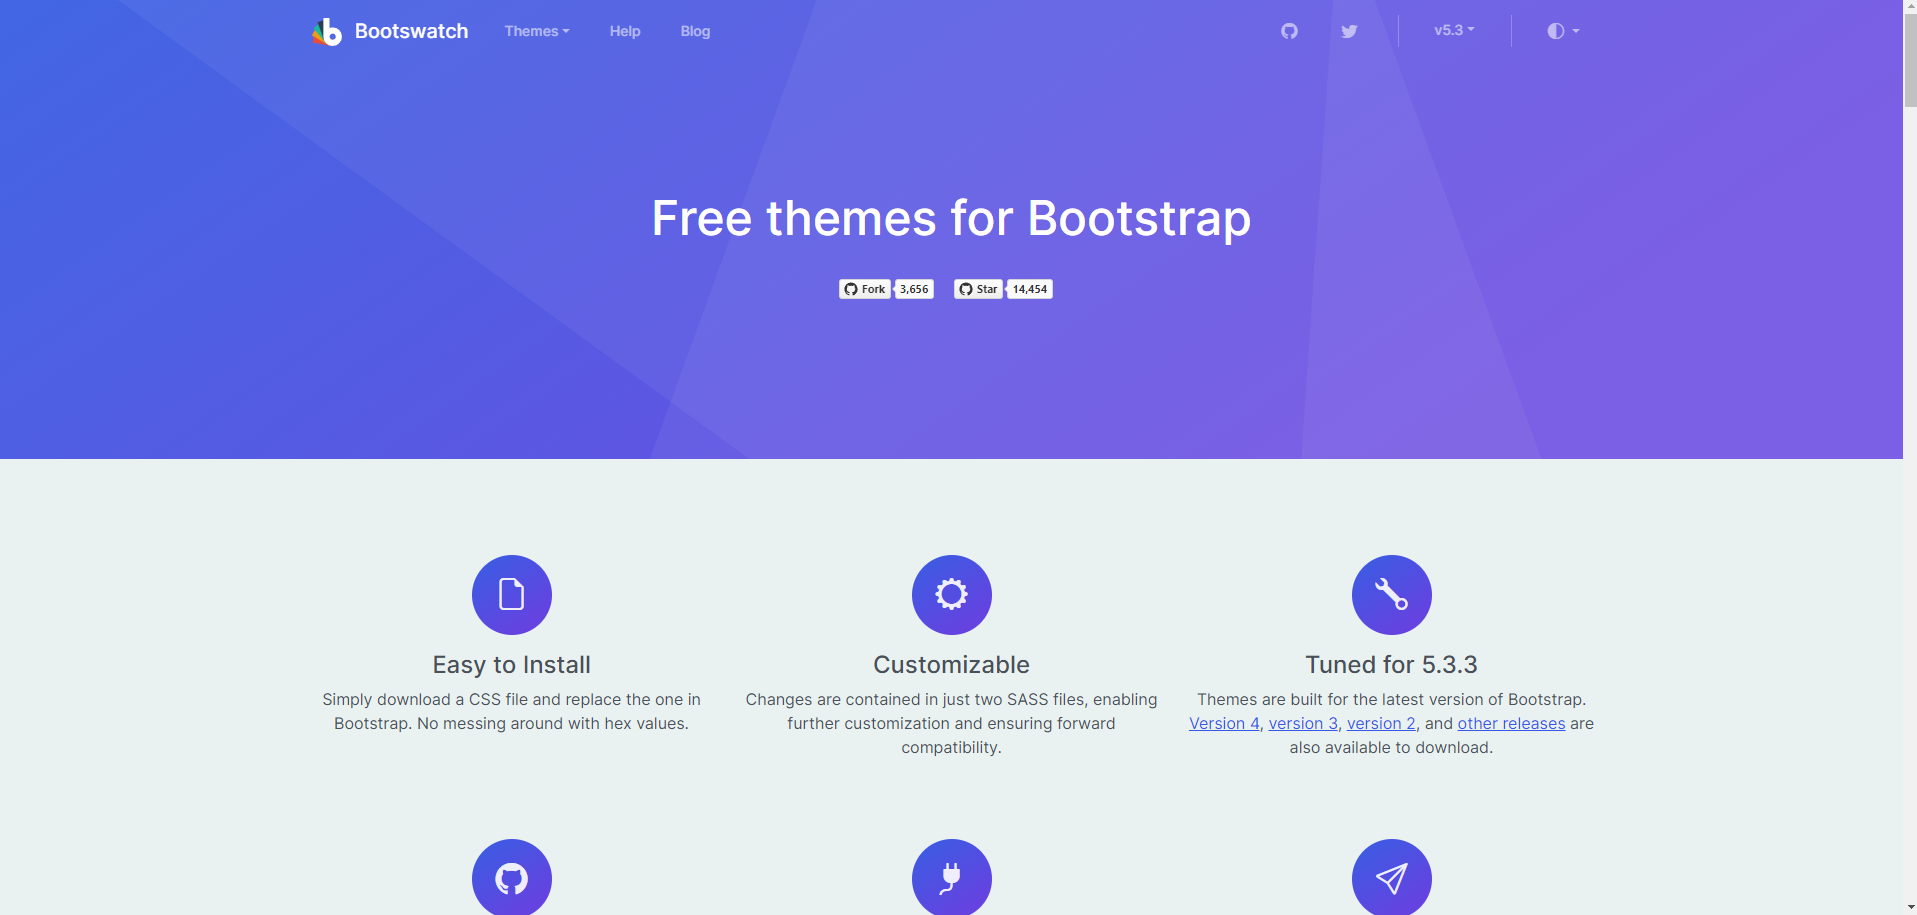 Bootswatch Themes Help Blog v5.3
Free themes for Bootstrap
Fork 3,656 Star 14,454
Easy to Install
Simply download a CSS file and replace the one in
Bootstrap. No messing around with hex values.
Customizable
Changes are contained in just two SASS files, enabling
further customization and ensuring forward
compatibility.
Tuned for 5.3.3
Themes are built for the latest version of Bootstrap.
Version 4, version 3, version 2, and other releases are
also available to download.